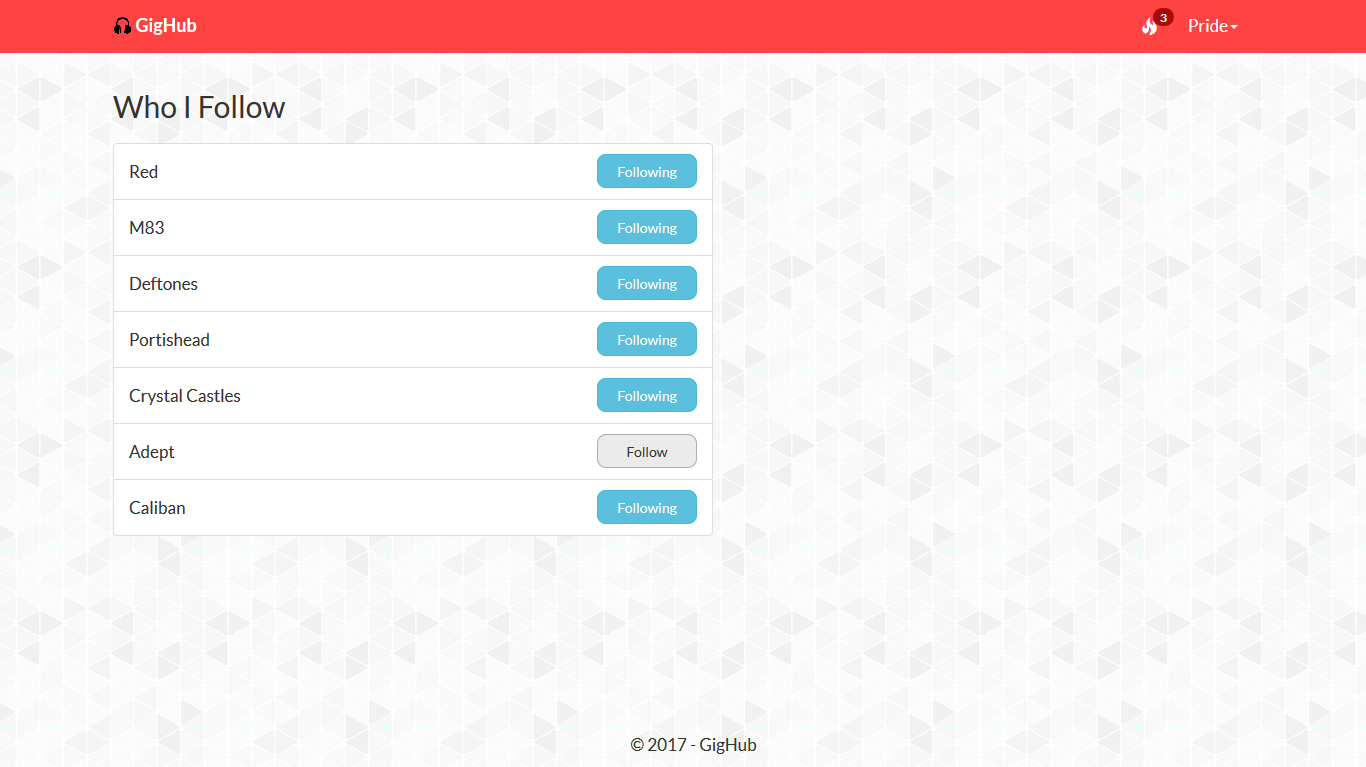 GigHub
3
Pride
Who I Follow
Red Following
M83 Following
Deftones Following
Portishead Following
Crystal Castles Following
Adept Follow
Caliban Following
© 2017 - GigHub